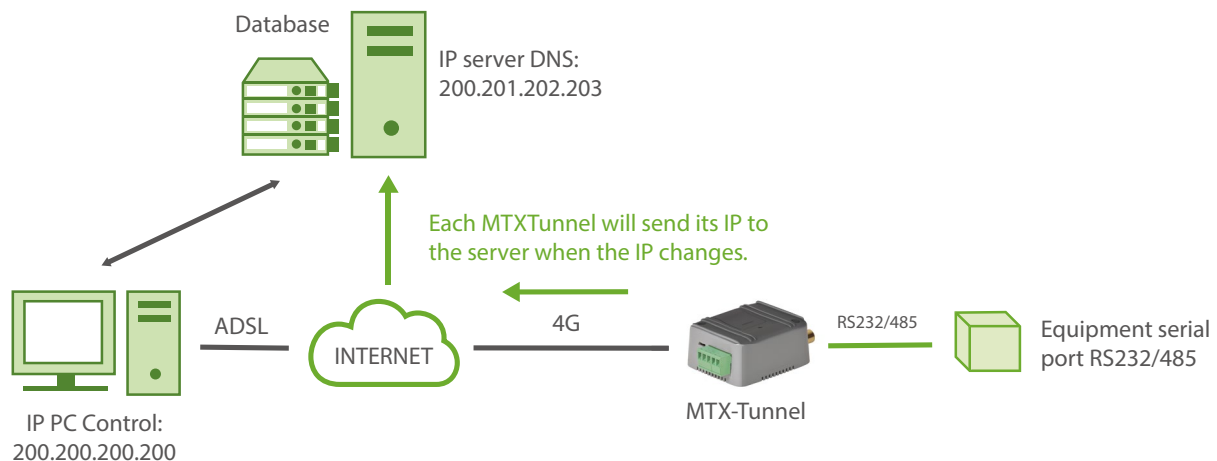 Database
IP server DNS:
200.201.202.203
Each MTXTunnel will send its IP to
the server when the IP changes.
ADSL
INTERNET
4G
RS232/485
Equipment serial
port RS232/485
MTX-Tunnel
IP PC Control:
200.200.200.200